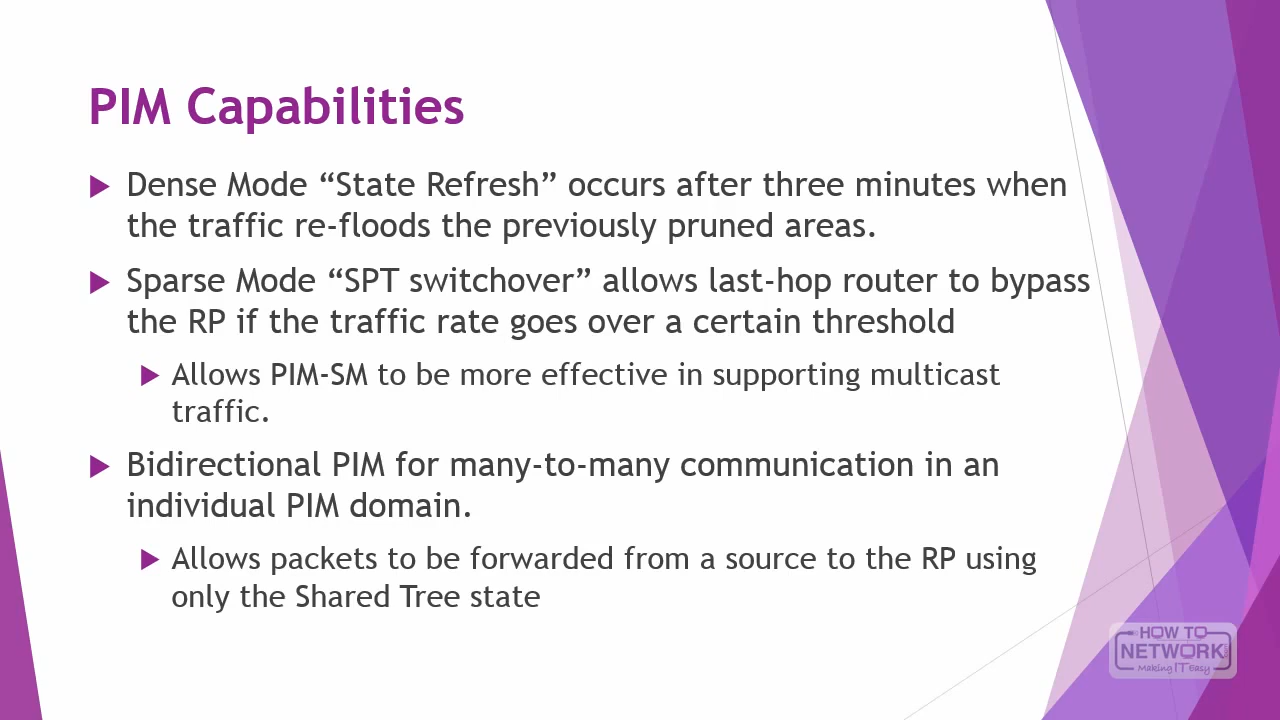 PIM Capabilities
Dense Mode “State Refresh” occurs after three minutes when
the traffic re-floods the previously pruned areas.
Sparse Mode “SPT switchover” allows last-hop router to bypass
the RP if the traffic rate goes over a certain threshold
Allows PIM-SM to be more effective in supporting multicast
traffic.
Bidirectional PIM for many-to-many communication in an
individual PIM domain.
Allows packets to be forwarded from a source to the RP using
only the Shared Tree state
HOW TO
NETWORK
Making IT Easy